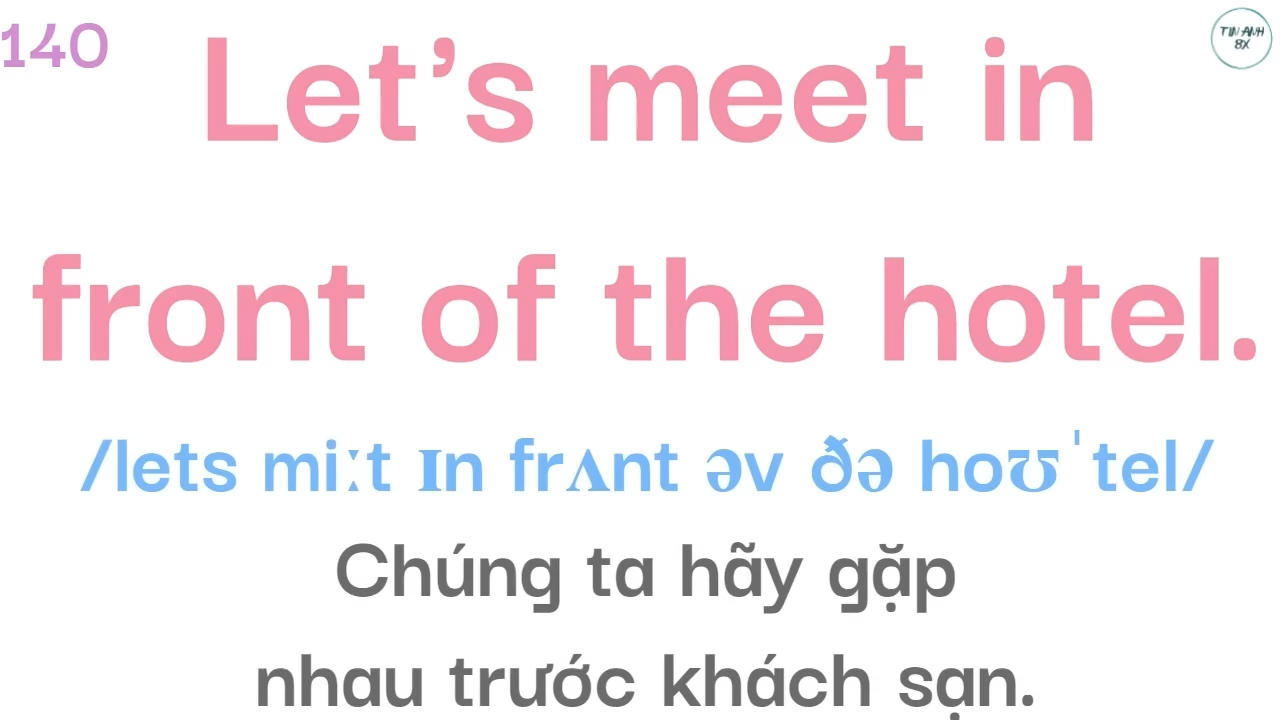 140
TIN ANH
8X
Let’s meet in
front of the hotel.
/lets miːt ɪn frʌnt əv ðə hoʊˈtel/
Chúng ta hãy gặp
nhau trước khách sạn.